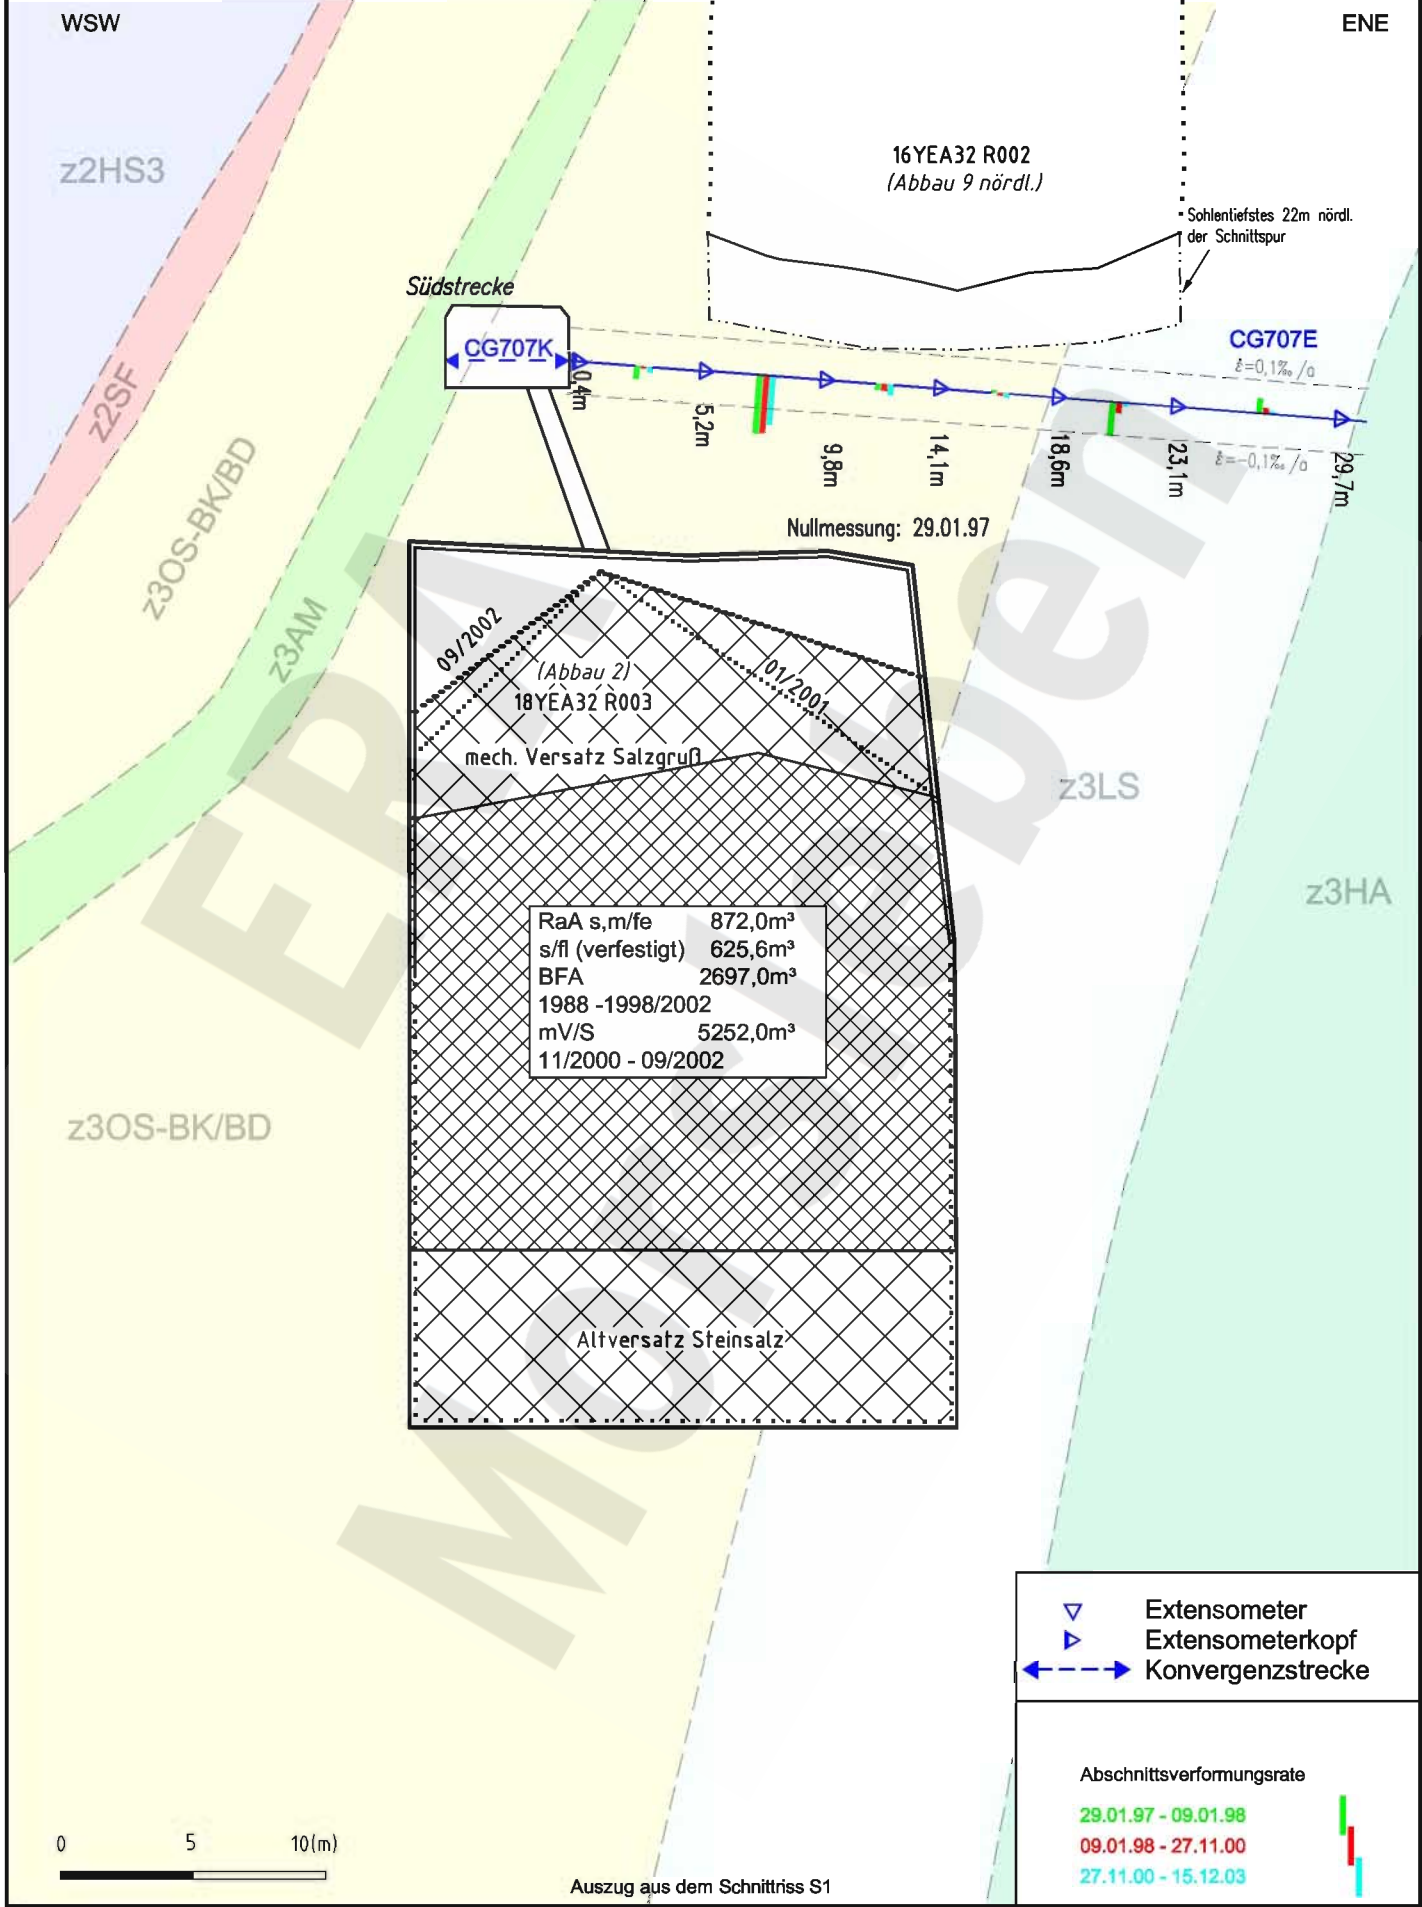 WSW
ENE
z2HS3
16YEA32 R002
(Abbau 9 nördl.)
Sohlentiefstes 22m nördl.
der Schnittspur
Südstrecke
CG707K
CG707E
ε̇=0,1‰/a
0,4m
5,2m
9,8m
14,1m
18,6m
23,1m
29,7m
ε̇=-0,1‰/a
z2SF
z3OS-BK/BD
z3AM
Nullmessung: 29.01.97
09/2002
(Abbau 2)
18YEA32 R003
01/2001
mech. Versatz Salzgruß
z3LS
z3HA
RaA s,m/fe 872,0m³
s/fl (verfestigt) 625,6m³
BFA 2697,0m³
1988 -1998/2002
mV/S 5252,0m³
11/2000 - 09/2002
z3OS-BK/BD
ERA
Morsleben
Altversatz Steinsalz
Extensometer
Extensometerkopf
Konvergenzstrecke
Abschnittsverformungsrate
29.01.97 - 09.01.98
09.01.98 - 27.11.00
27.11.00 - 15.12.03
0 5 10(m)
Auszug aus dem Schnittriss S1